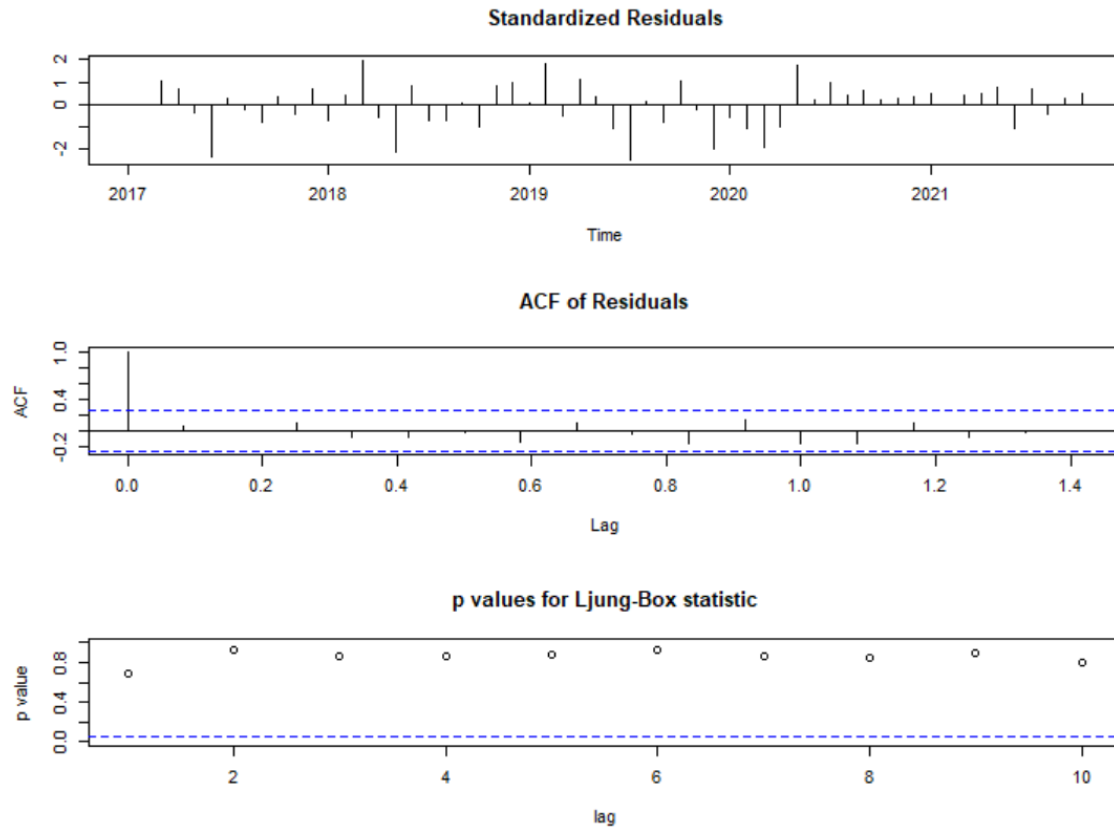 Standardized Residuals
2
1
0
-2
2017 2018 2019 2020 2021
Time
ACF of Residuals
1.0
0.4
-0.2
ACF
0.0 0.2 0.4 0.6 0.8 1.0 1.2 1.4
Lag
p values for Ljung-Box statistic
0.8
0.4
0.0
p value
2 4 6 8 10
lag